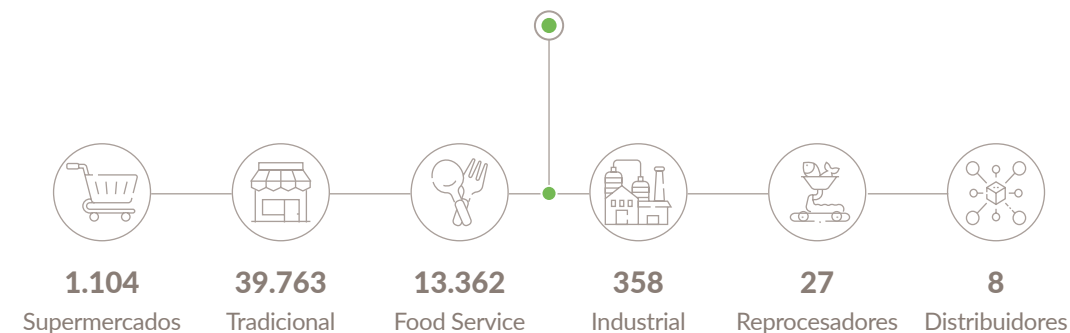 1.104 39.763 13.362 358 27 8
Supermercados Tradicional Food Service Industrial Reprocesadores Distribuidores